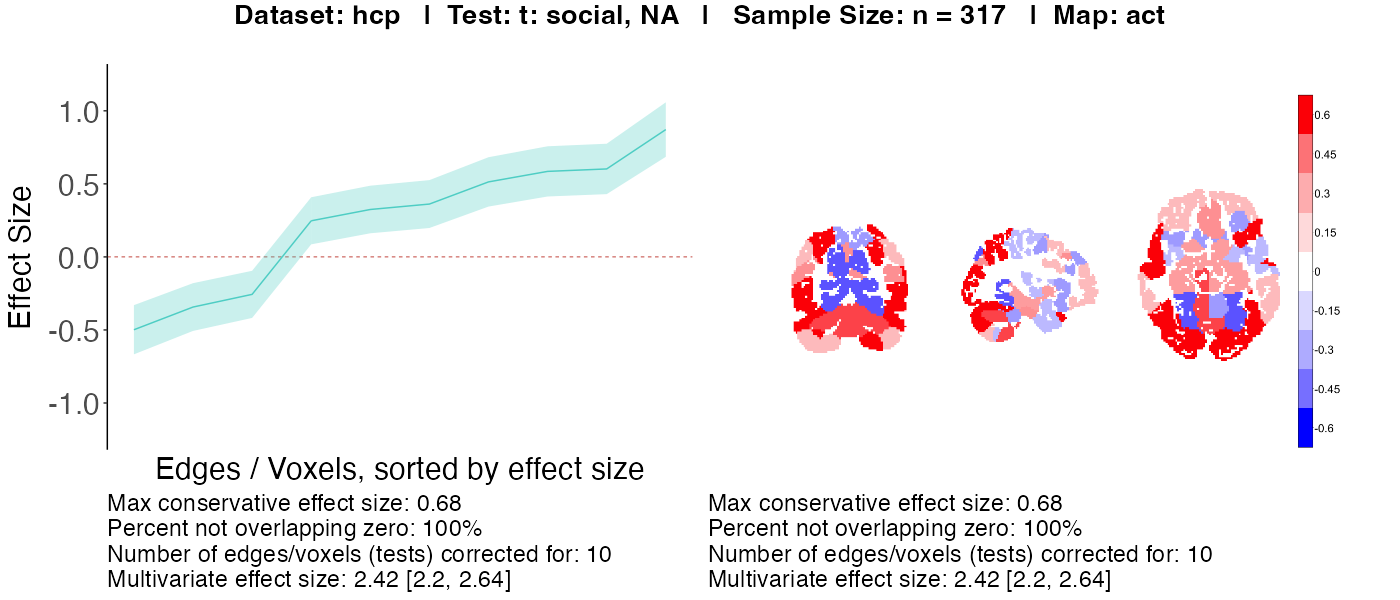 Dataset: hcp | Test: t: social, NA | Sample Size: n = 317 | Map: act
Effect Size
1.0
0.5
0.0
-0.5
-1.0
Edges / Voxels, sorted by effect size
Max conservative effect size: 0.68
Percent not overlapping zero: 100%
Number of edges/voxels (tests) corrected for: 10
Multivariate effect size: 2.42 [2.2, 2.64]
0.6
0.45
0.3
0.15
0
-0.15
-0.3
-0.45
-0.6
Max conservative effect size: 0.68
Percent not overlapping zero: 100%
Number of edges/voxels (tests) corrected for: 10
Multivariate effect size: 2.42 [2.2, 2.64]